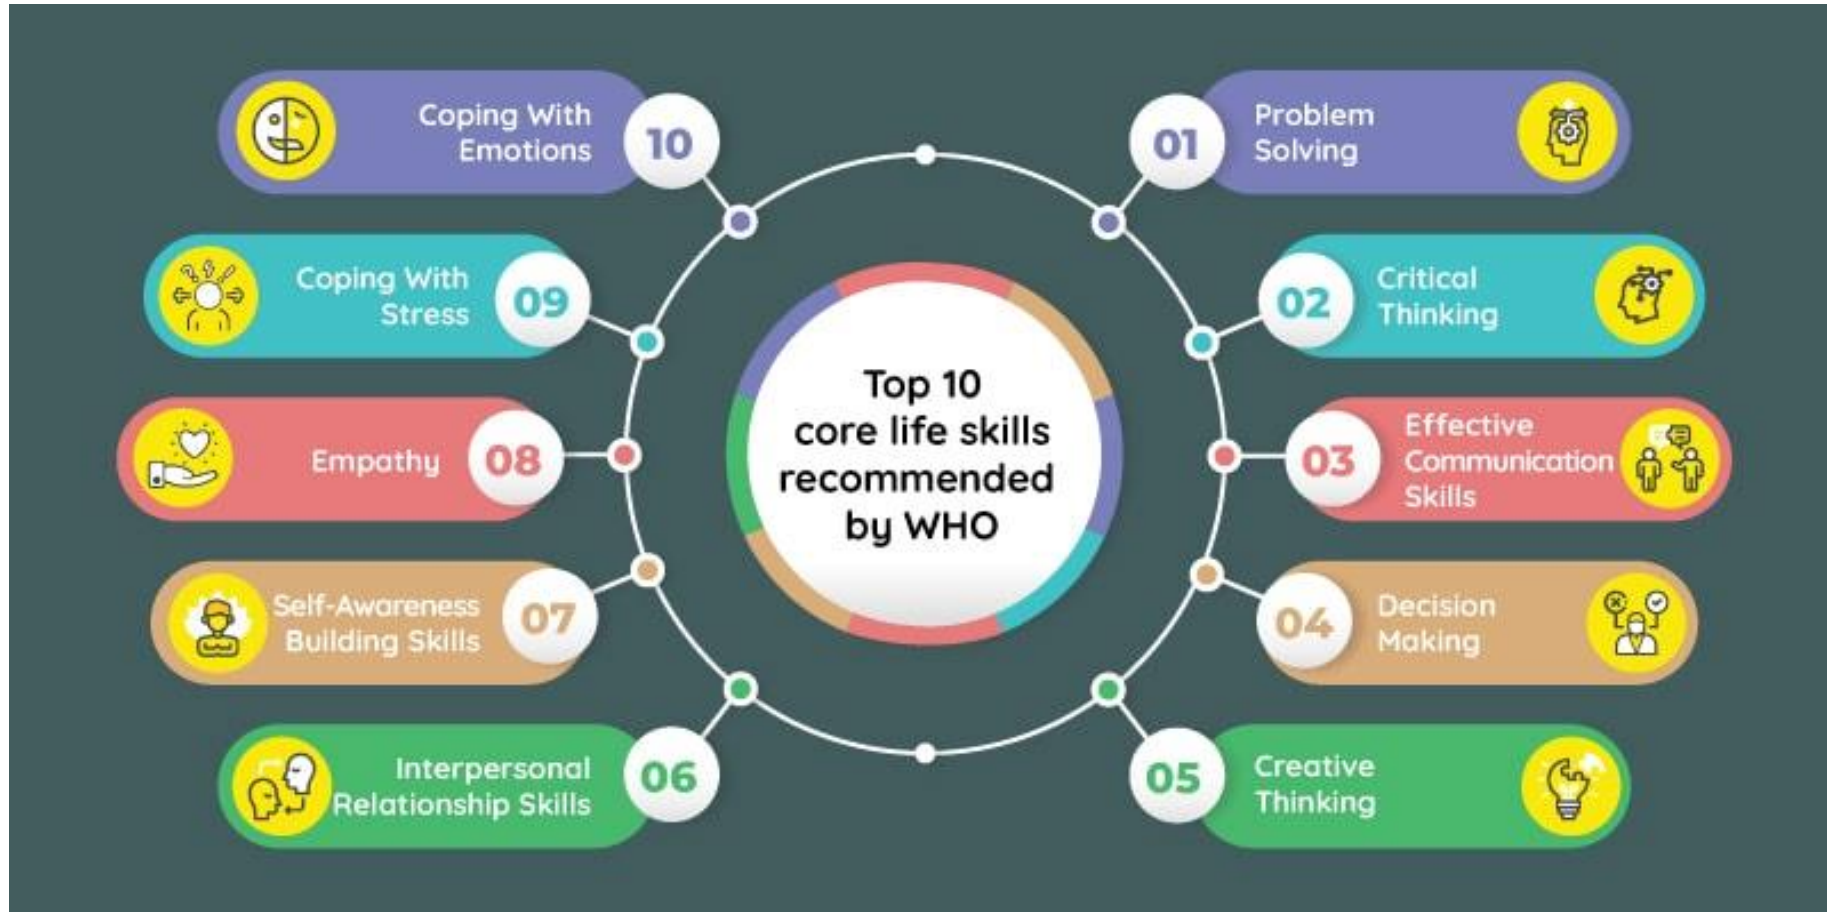 Top 10
core life skills
recommended
by WHO
01
Problem
Solving
02
Critical
Thinking
03
Effective
Communication
Skills
04
Decision
Making
05
Creative
Thinking
06
Interpersonal
Relationship Skills
07
Self-Awareness
Building Skills
08
Empathy
09
Coping With
Stress
10
Coping With
Emotions